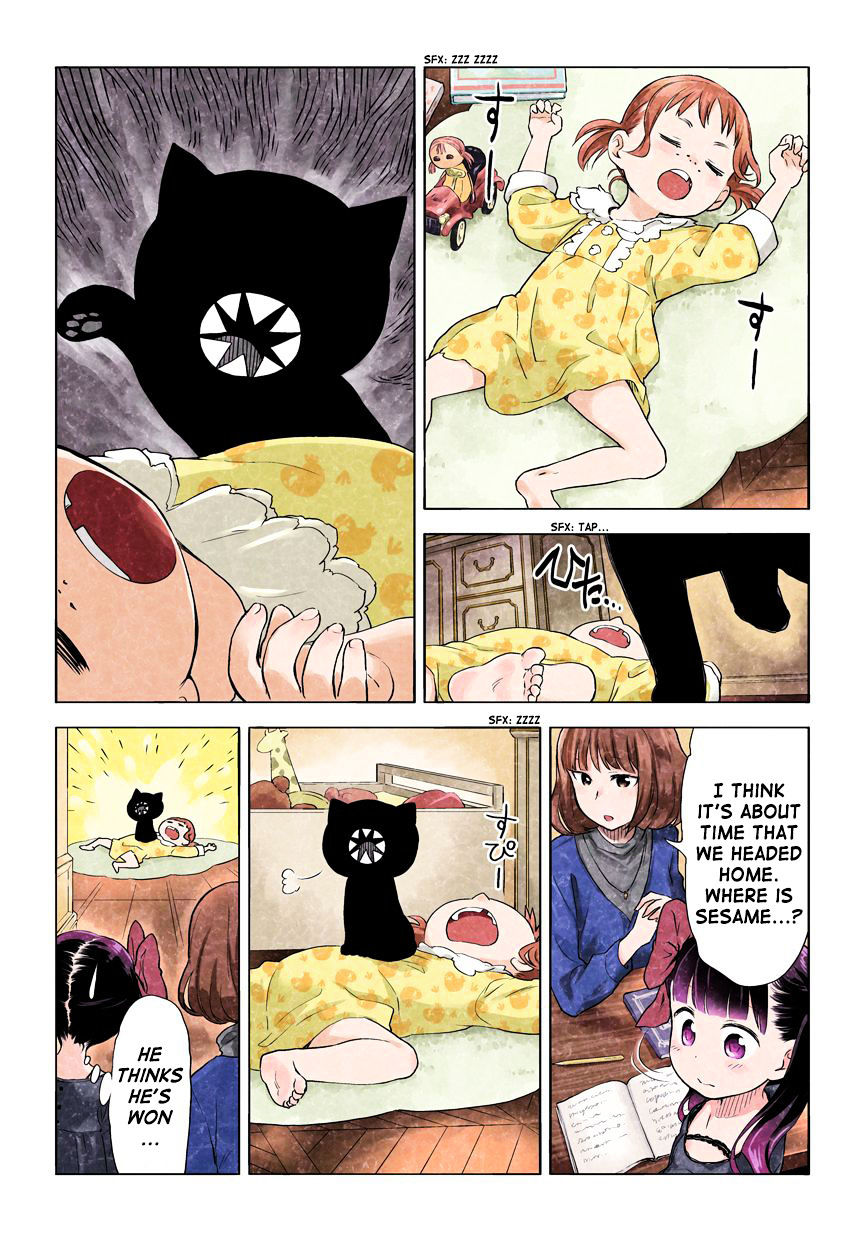 SFX: ZZZ ZZZZ
すー
すー
SFX: TAP...
ぴた…
I THINK
IT'S ABOUT
TIME THAT
WE HEADED
HOME.
WHERE IS
SESAME...?
SFX: ZZZZ
すぴー
HE
THINKS
HE'S
WON
...